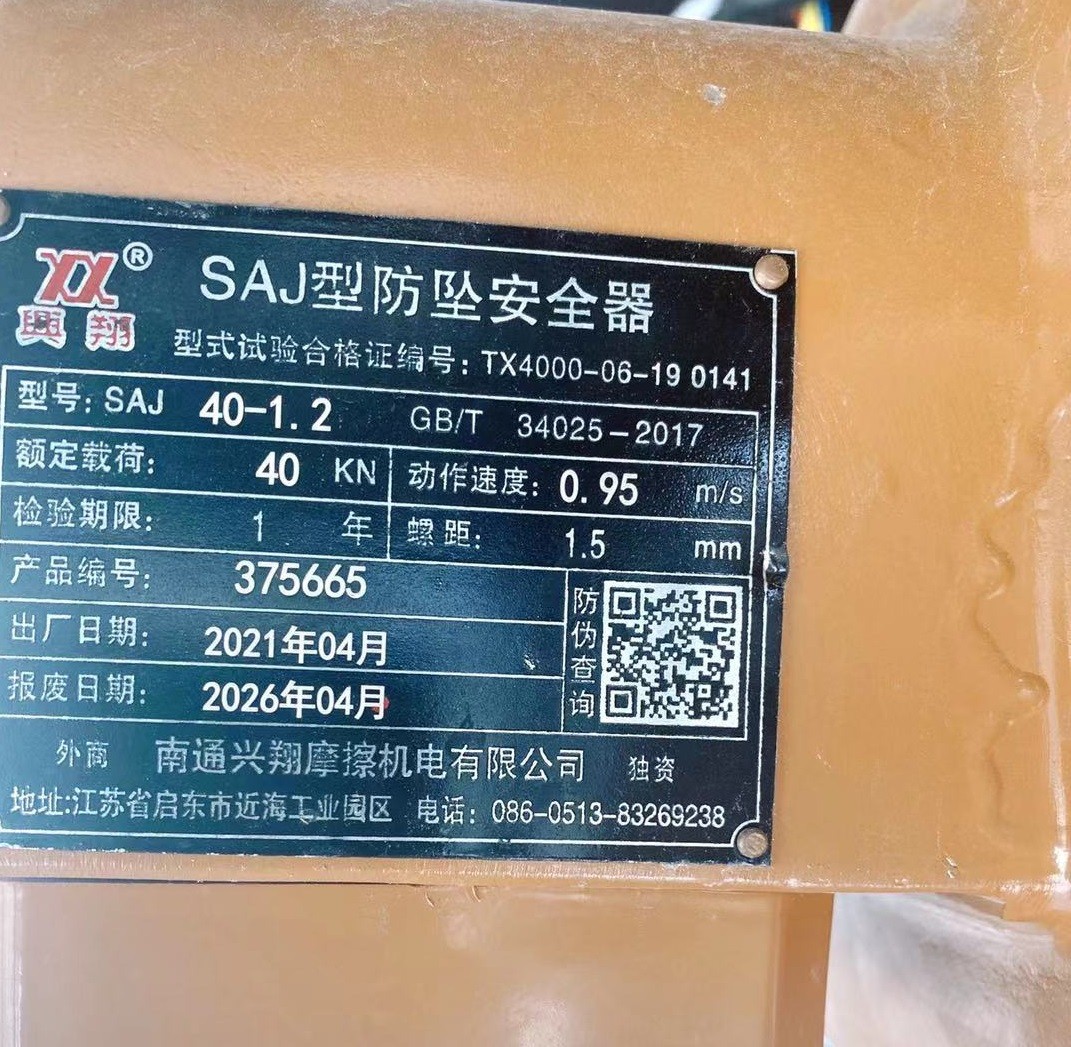 XX®
興翔
SAJ型防坠安全器
型式试验合格证编号：TX4000-06-19 0141
型号：SAJ 40-1.2 GB/T 34025-2017
额定载荷： 40 KN 动作速度：0.95 m/s
检验期限： 1 年 螺距： 1.5 mm
产品编号： 375665
出厂日期： 2021年04月
报废日期： 2026年04月
防伪查询
外商 南通兴翔摩擦机电有限公司 独资
地址:江苏省启东市近海工业园区 电话：086-0513-83269238